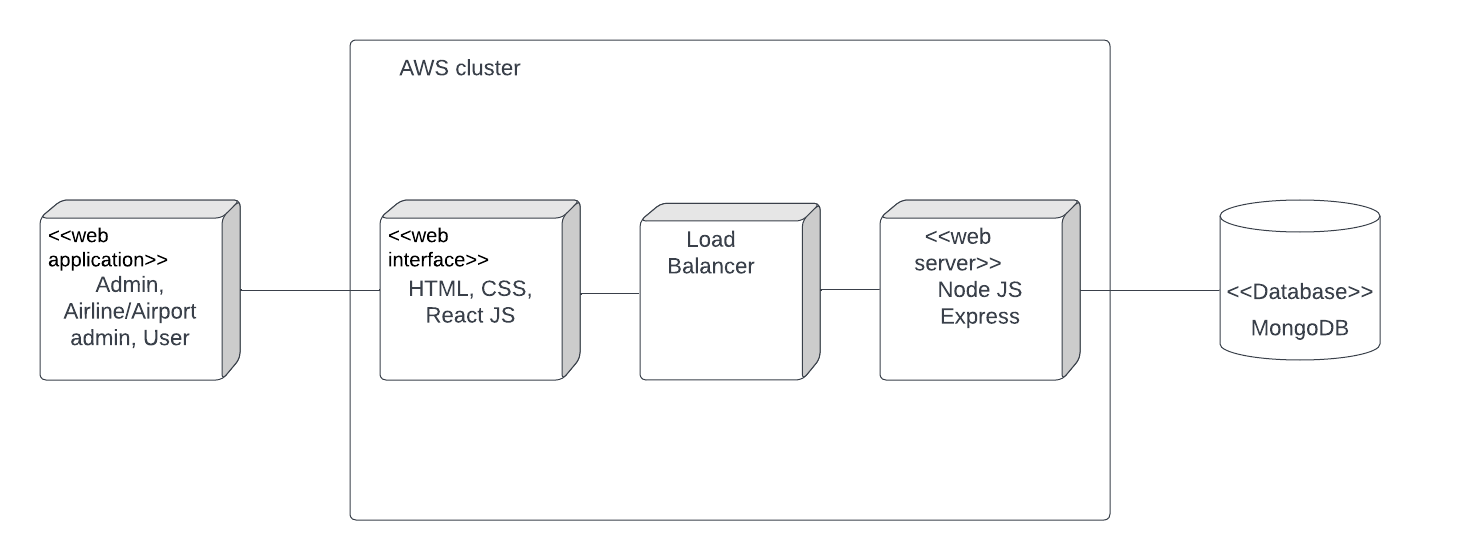 AWS cluster
<<web
application>>
Admin,
Airline/Airport
admin, User
<<web
interface>>
HTML, CSS,
React JS
Load
Balancer
<<web
server>>
Node JS
Express
<<Database>>
MongoDB